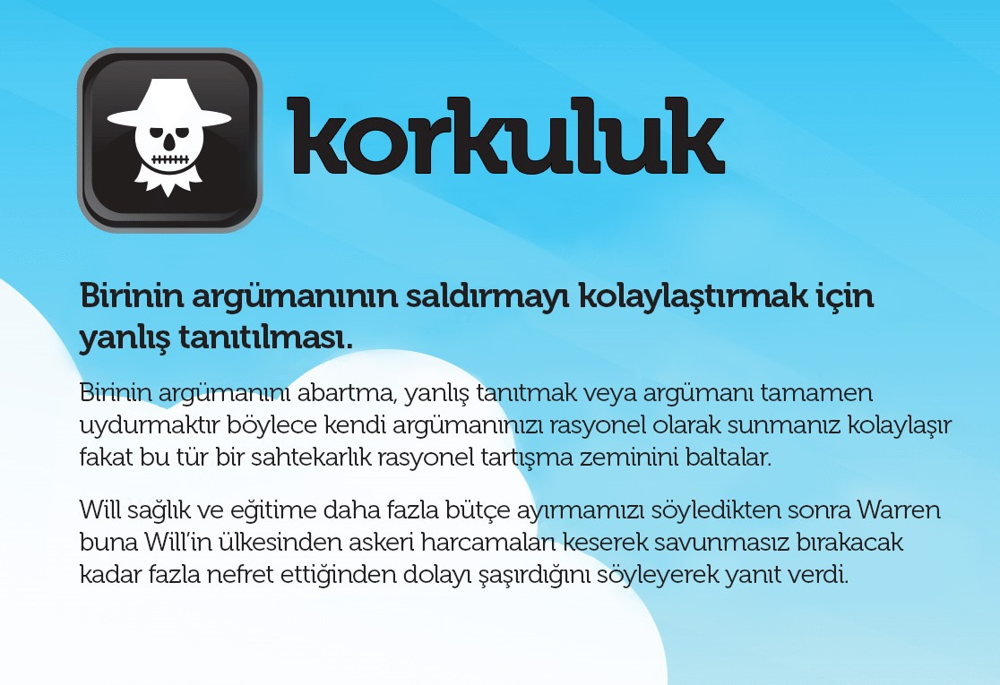 korkuluk
Birinin argümanının saldırmayı kolaylaştırmak için
yanlış tanıtılması.
Birinin argümanını abartma, yanlış tanıtmak veya argümanı tamamen
uydurmaktır böylece kendi argümanınızı rasyonel olarak sunmanız kolaylaşır
fakat bu tür bir sahtekarlık rasyonel tartışma zeminini baltalar.
Will sağlık ve eğitime daha fazla bütçe ayırmamızı söyledikten sonra Warren
buna Will'in ülkesinden askeri harcamaları keserek savunmasız bırakacak
kadar fazla nefret ettiğinden dolayı şaşırdığını söyleyerek yanıt verdi.